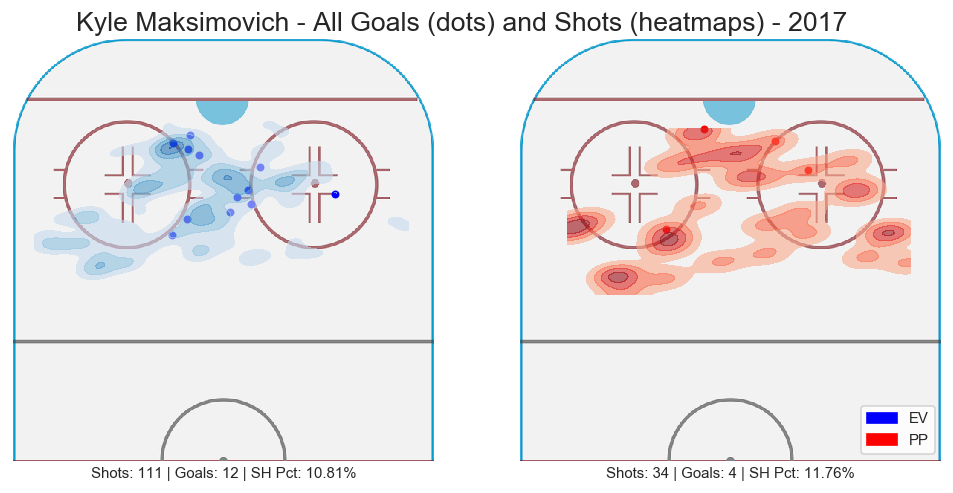 Kyle Maksimovich - All Goals (dots) and Shots (heatmaps) - 2017
EV
PP
Shots: 111 | Goals: 12 | SH Pct: 10.81%
Shots: 34 | Goals: 4 | SH Pct: 11.76%